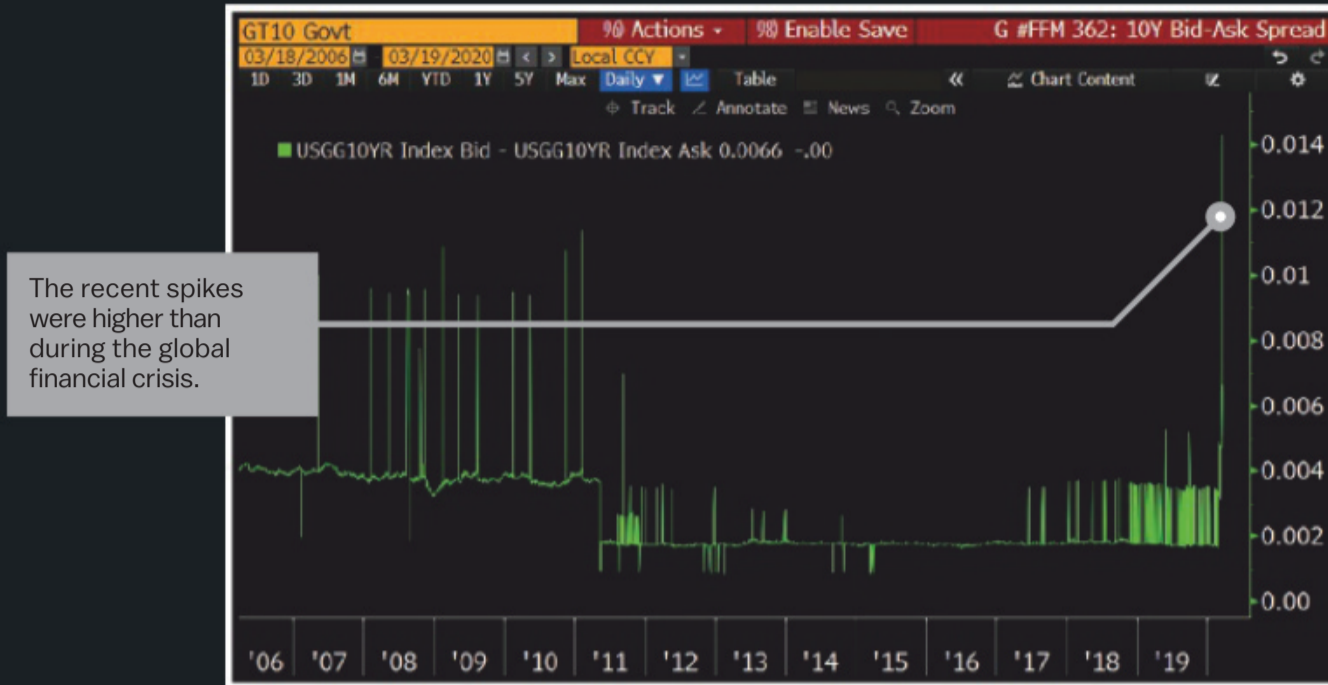 GT10 Govt 96) Actions 98) Enable Save G #FFM 362: 10Y Bid-Ask Spread
03/18/2006 03/19/2020 < > Local CCY
1D 3D 1M 6M YTD 1Y 5Y Max Daily ▼ Table « Chart Content
Track Annotate News Zoom
USGG10YR Index Bid - USGG10YR Index Ask 0.0066 -.00
0.014
0.012
0.01
0.008
0.006
0.004
0.002
0.00
The recent spikes
were higher than
during the global
financial crisis.
'06 '07 '08 '09 '10 '11 '12 '13 '14 '15 '16 '17 '18 '19